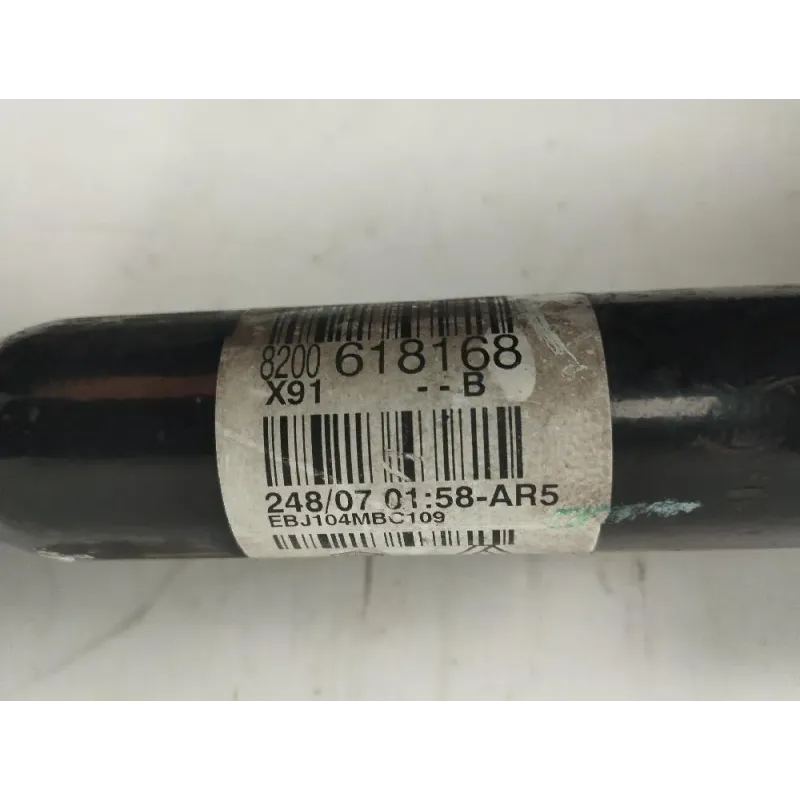 8200 618168
X91 --B
248/07 01:58-AR5
EBJ104MBC109